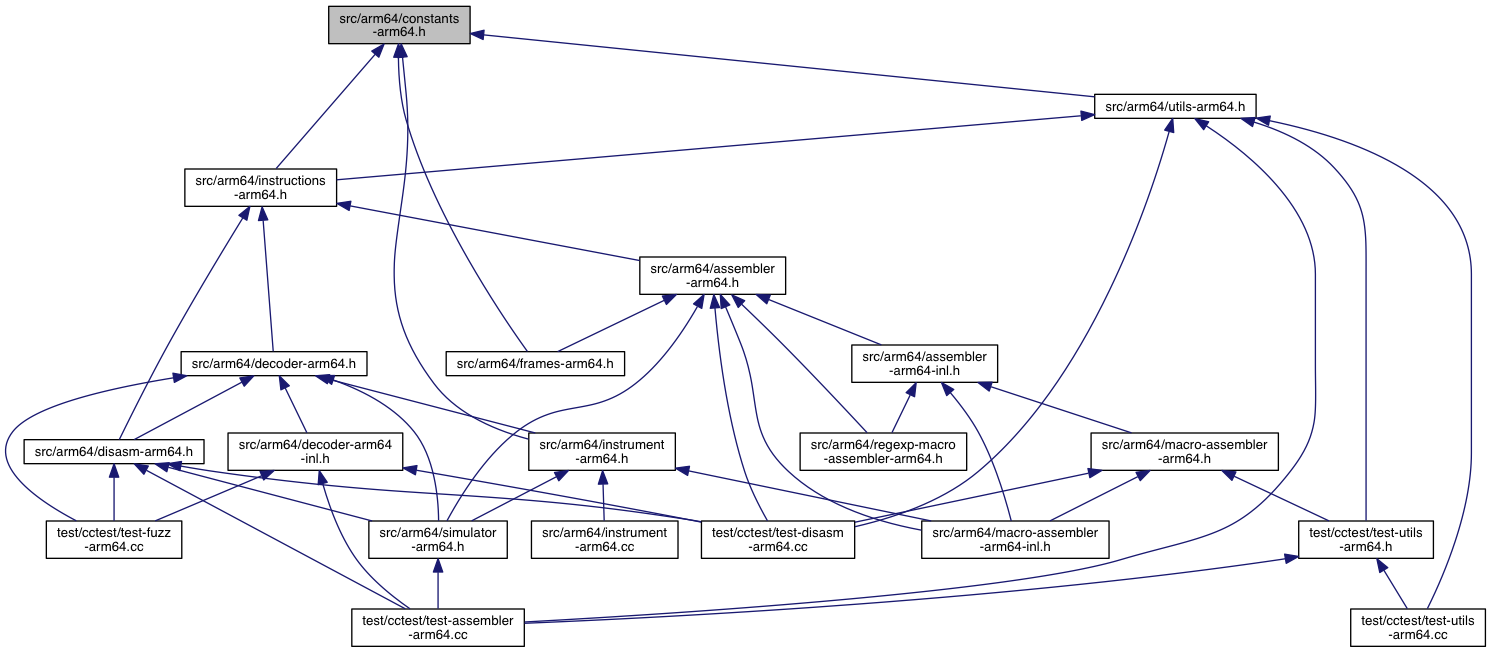 src/arm64/constants
-arm64.h
src/arm64/utils-arm64.h
src/arm64/instructions
-arm64.h
src/arm64/assembler
-arm64.h
src/arm64/decoder-arm64.h
src/arm64/frames-arm64.h
src/arm64/assembler
-arm64-inl.h
src/arm64/disasm-arm64.h
src/arm64/decoder-arm64
-inl.h
src/arm64/instrument
-arm64.h
src/arm64/regexp-macro
-assembler-arm64.h
src/arm64/macro-assembler
-arm64.h
test/cctest/test-fuzz
-arm64.cc
src/arm64/simulator
-arm64.h
src/arm64/instrument
-arm64.cc
test/cctest/test-disasm
-arm64.cc
src/arm64/macro-assembler
-arm64-inl.h
test/cctest/test-utils
-arm64.h
test/cctest/test-assembler
-arm64.cc
test/cctest/test-utils
-arm64.cc